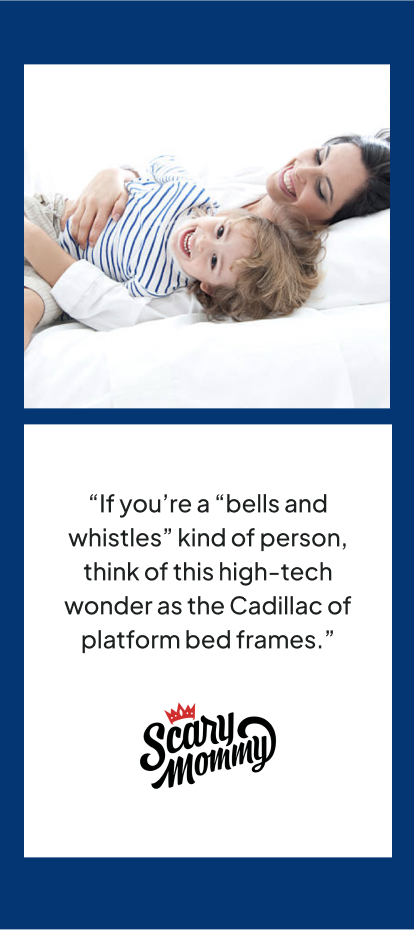 “If you’re a “bells and
whistles” kind of person,
think of this high-tech
wonder as the Cadillac of
platform bed frames.”
Scary
Mommy